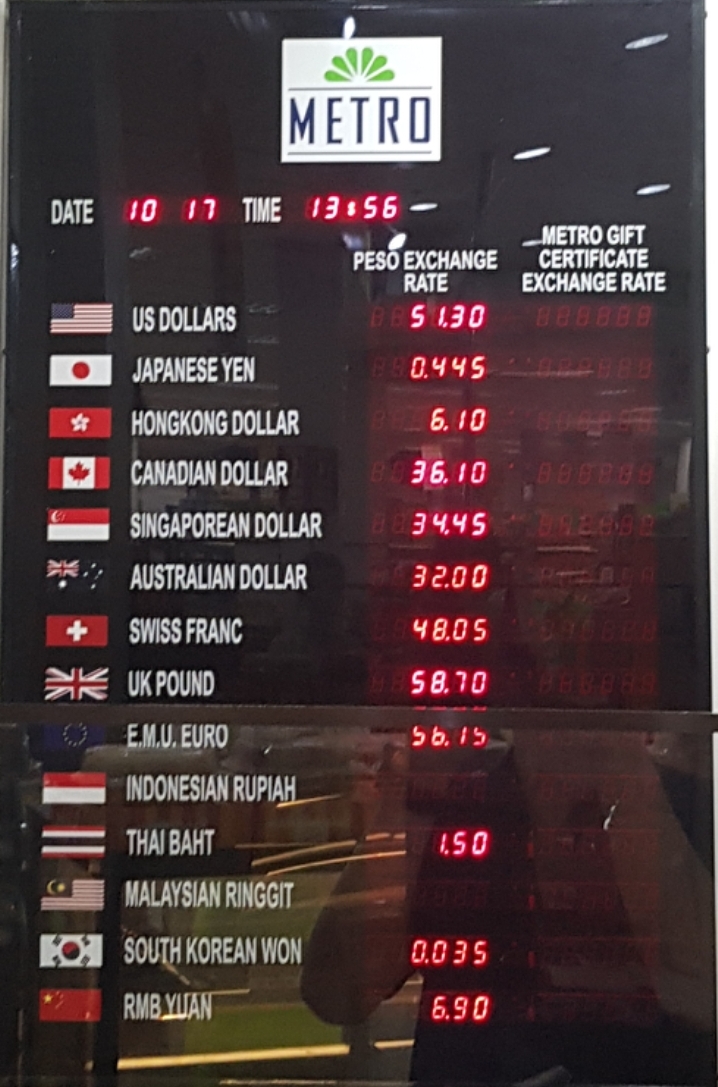 METRO
DATE 10 17 TIME 13:56
PESO EXCHANGE
RATE
METRO GIFT
CERTIFICATE
EXCHANGE RATE
US DOLLARS 51.30
JAPANESE YEN 0.445
HONGKONG DOLLAR 6.10
CANADIAN DOLLAR 36.10
SINGAPOREAN DOLLAR 34.45
AUSTRALIAN DOLLAR 32.00
SWISS FRANC 48.05
UK POUND 58.70
E.M.U. EURO 56.15
INDONESIAN RUPIAH
THAI BAHT 1.50
MALAYSIAN RINGGIT
SOUTH KOREAN WON 0.035
RMB YUAN 6.90